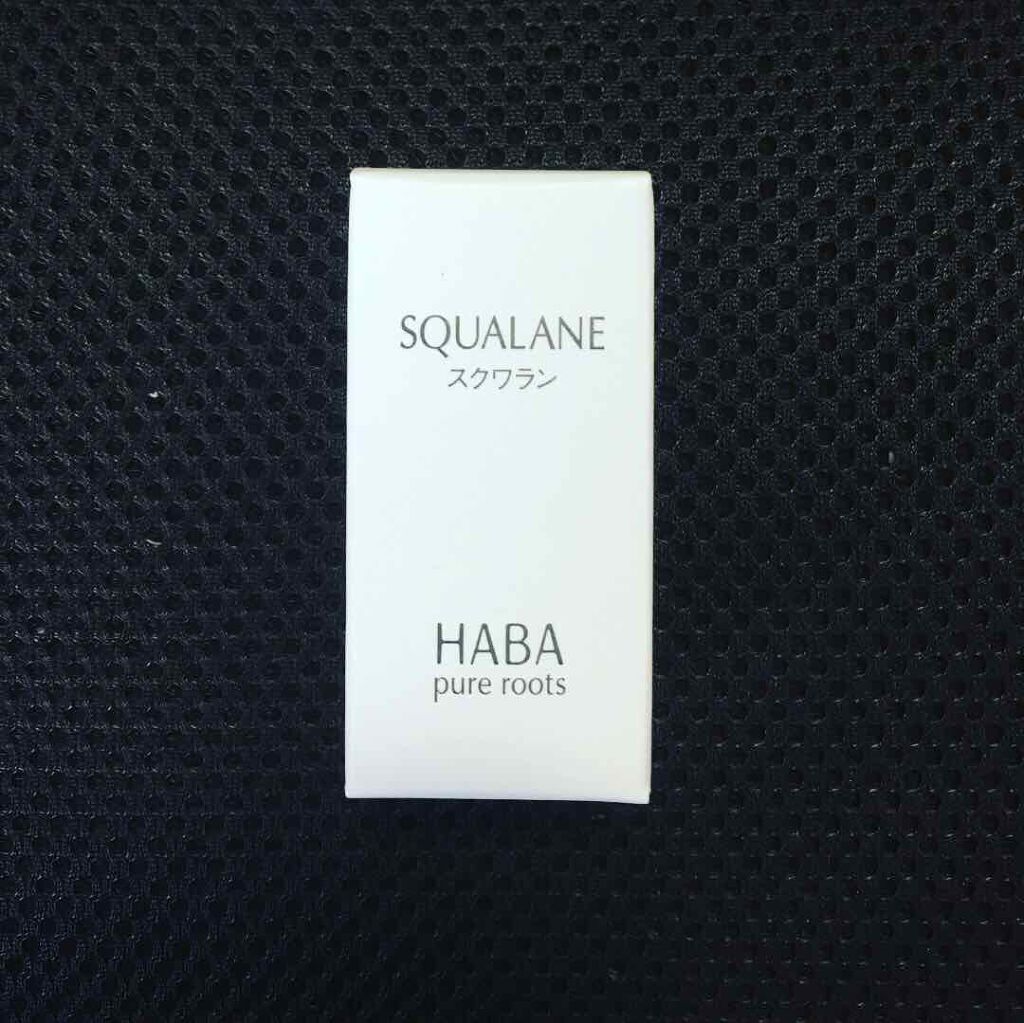 SQUALANE
スクワラン
HABA
pure roots